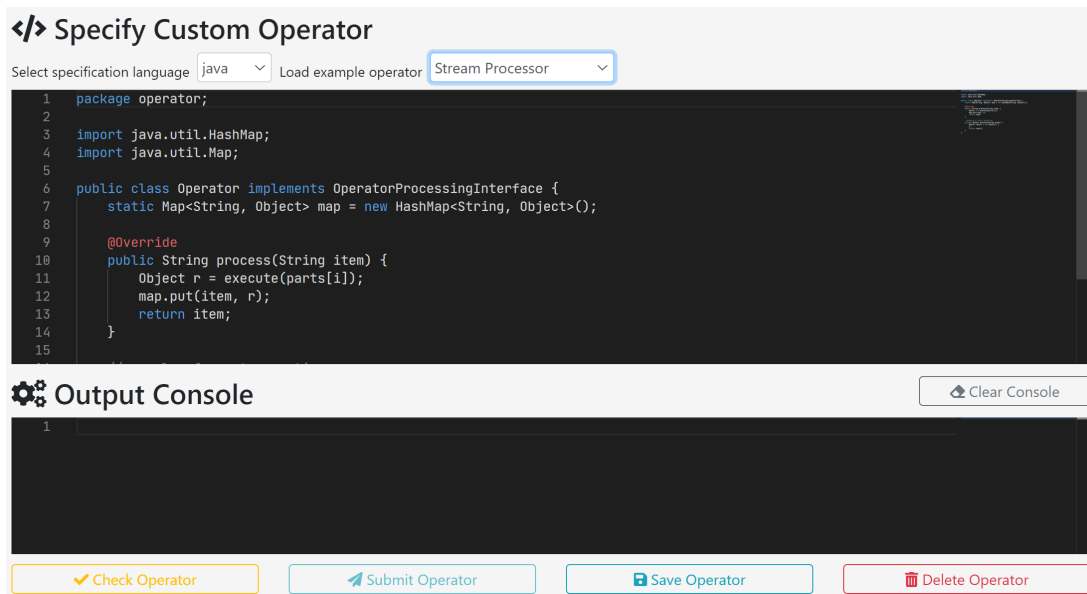 </> Specify Custom Operator
Select specification language java Load example operator Stream Processor
1 package operator;
2
3 import java.util.HashMap;
4 import java.util.Map;
5
6 public class Operator implements OperatorProcessingInterface {
7 static Map<String, Object> map = new HashMap<String, Object>();
8
9 @Override
10 public String process(String item) {
11 Object r = execute(parts[i]);
12 map.put(item, r);
13 return item;
14 }
15
Output Console
Clear Console
1
Check Operator Submit Operator Save Operator Delete Operator